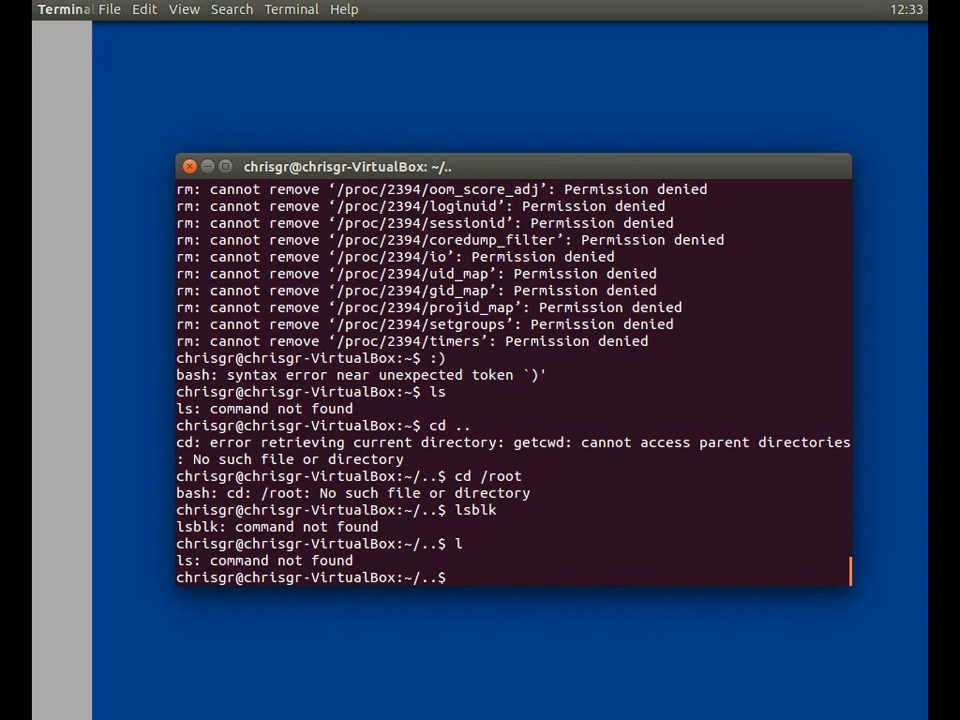 Terminal File Edit View Search Terminal Help 12:33
chrisgr@chrisgr-VirtualBox: ~/..
rm: cannot remove ‘/proc/2394/oom_score_adj’: Permission denied
rm: cannot remove ‘/proc/2394/loginuid’: Permission denied
rm: cannot remove ‘/proc/2394/sessionid’: Permission denied
rm: cannot remove ‘/proc/2394/coredump_filter’: Permission denied
rm: cannot remove ‘/proc/2394/io’: Permission denied
rm: cannot remove ‘/proc/2394/uid_map’: Permission denied
rm: cannot remove ‘/proc/2394/gid_map’: Permission denied
rm: cannot remove ‘/proc/2394/projid_map’: Permission denied
rm: cannot remove ‘/proc/2394/setgroups’: Permission denied
rm: cannot remove ‘/proc/2394/timers’: Permission denied
chrisgr@chrisgr-VirtualBox:~$ :)
bash: syntax error near unexpected token `)'
chrisgr@chrisgr-VirtualBox:~$ ls
ls: command not found
chrisgr@chrisgr-VirtualBox:~$ cd ..
cd: error retrieving current directory: getcwd: cannot access parent directories
: No such file or directory
chrisgr@chrisgr-VirtualBox:~/..$ cd /root
bash: cd: /root: No such file or directory
chrisgr@chrisgr-VirtualBox:~/..$ lsblk
lsblk: command not found
chrisgr@chrisgr-VirtualBox:~/..$ l
ls: command not found
chrisgr@chrisgr-VirtualBox:~/..$